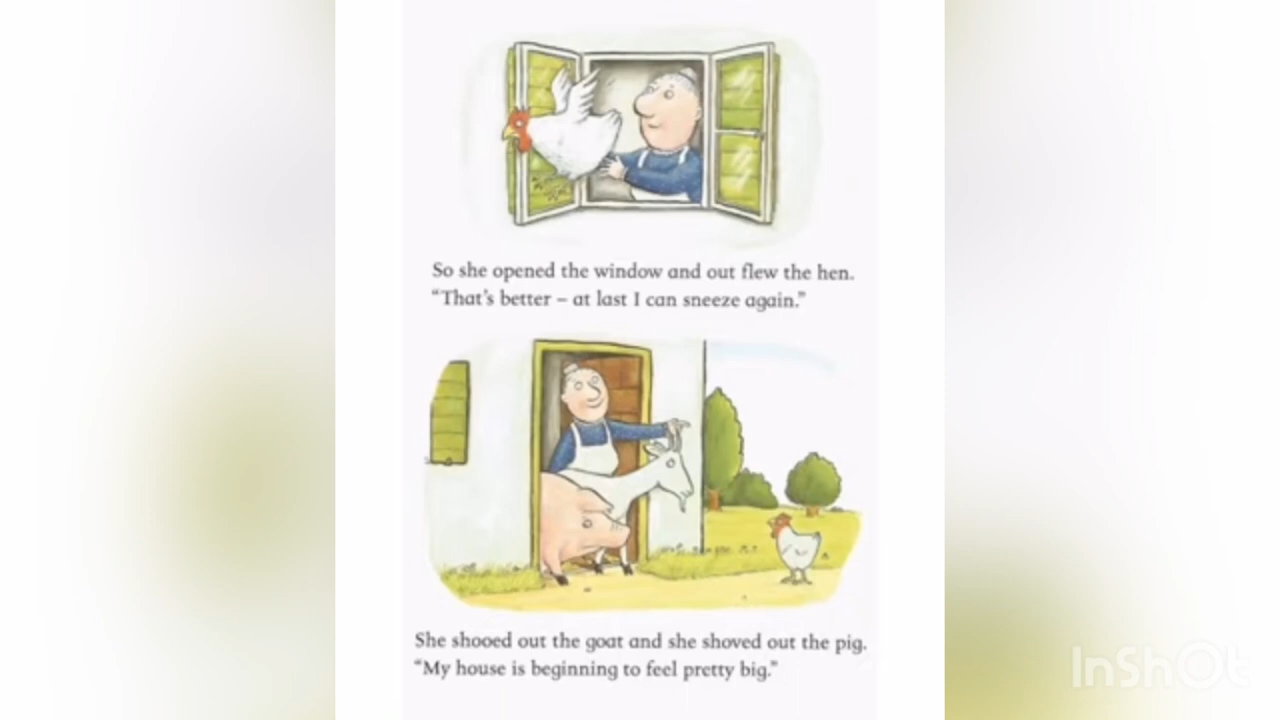 So she opened the window and out flew the hen.
“That’s better – at last I can sneeze again.”
She shooed out the goat and she shoved out the pig.
“My house is beginning to feel pretty big.”
InShOt